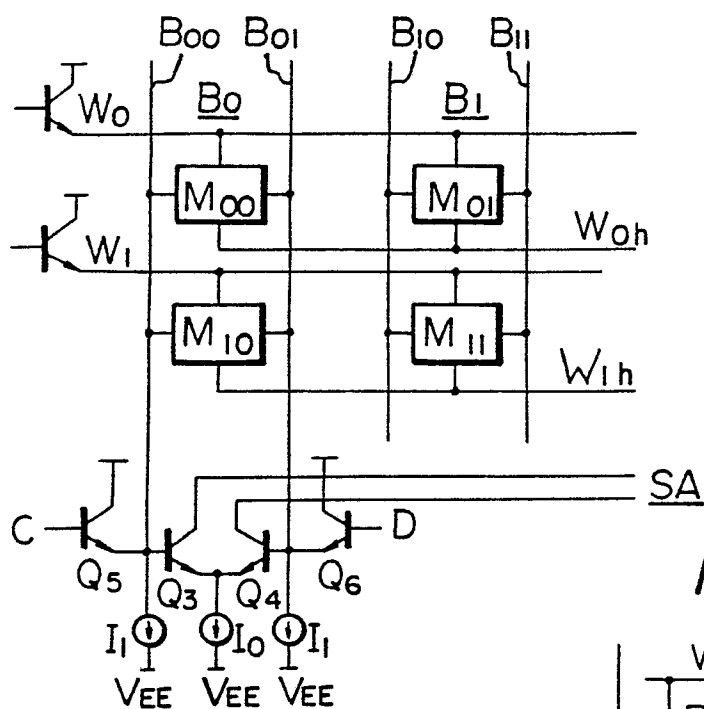 B00 B01 B10 B11
W0 B0 B1
M00 M01
W0h
W1
M10 M11
W1h
SA
C D
Q5 Q3 Q4 Q6
I1 I0 I1
VEE VEE VEE